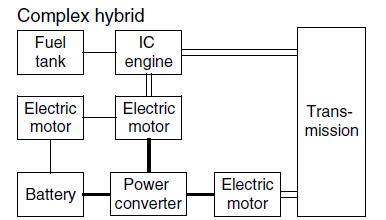 Complex hybrid
Fuel
tank
IC
engine
Electric
motor
Electric
motor
Trans-
mission
Battery
Power
converter
Electric
motor